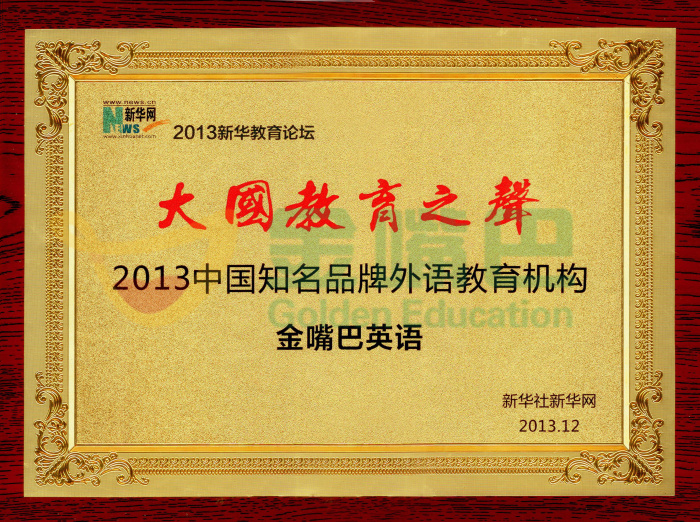 www.news.cn
新华网
NEWS
www.xinhuanet.com
2013新华教育论坛
大國教育之聲
金嘴巴
2013中国知名品牌外语教育机构
Golden Education
金嘴巴英语
新华社新华网
2013.12